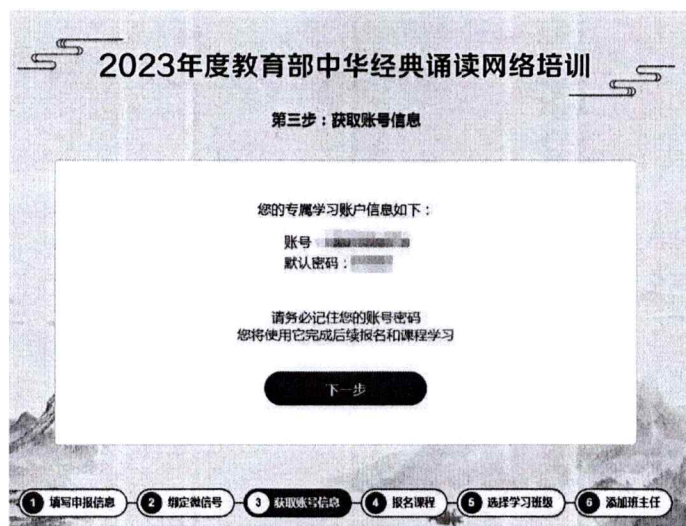 2023年度教育部中华经典诵读网络培训
第三步：获取账号信息
您的专属学习账户信息如下：
账号
默认密码：
请务必记住您的账号密码
您将使用它完成后续报名和课程学习
下一步
1 填写申报信息 2 绑定微信号 3 获取账号信息 4 报名课程 5 选择学习班级 6 添加班主任